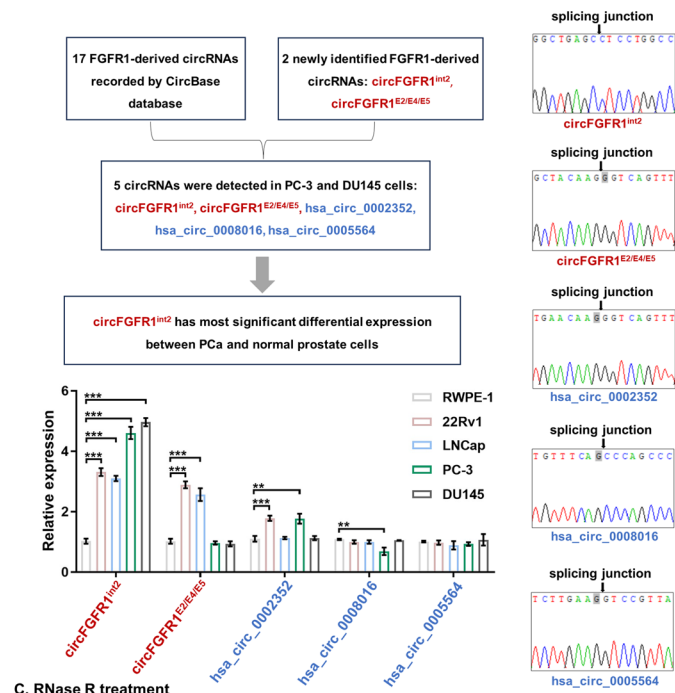 17 FGFR1-derived circRNAs
recorded by CircBase
database
2 newly identified FGFR1-derived
circRNAs: circFGFR1int2,
circFGFR1E2/E4/E5
5 circRNAs were detected in PC-3 and DU145 cells:
circFGFR1int2, circFGFR1E2/E4/E5, hsa_circ_0002352,
hsa_circ_0008016, hsa_circ_0005564
circFGFR1int2 has most significant differential expression
between PCa and normal prostate cells
splicing junction
GGCTGAGCCTCCTGGCC
circFGFR1int2
splicing junction
GCTACAAGGGTCAGTTT
circFGFR1E2/E4/E5
splicing junction
TGAACAAGGGTCAGTTT
hsa_circ_0002352
splicing junction
TGTTTCAGCCCAGCCC
hsa_circ_0008016
splicing junction
TCTTGAAGGTCCGTTA
hsa_circ_0005564
Relative expression
6
4
2
0
***
***
***
***
***
***
**
***
**
RWPE-1
22Rv1
LNCap
PC-3
DU145
circFGFR1int2
circFGFR1E2/E4/E5
hsa_circ_0002352
hsa_circ_0008016
hsa_circ_0005564
C. RNase R treatment